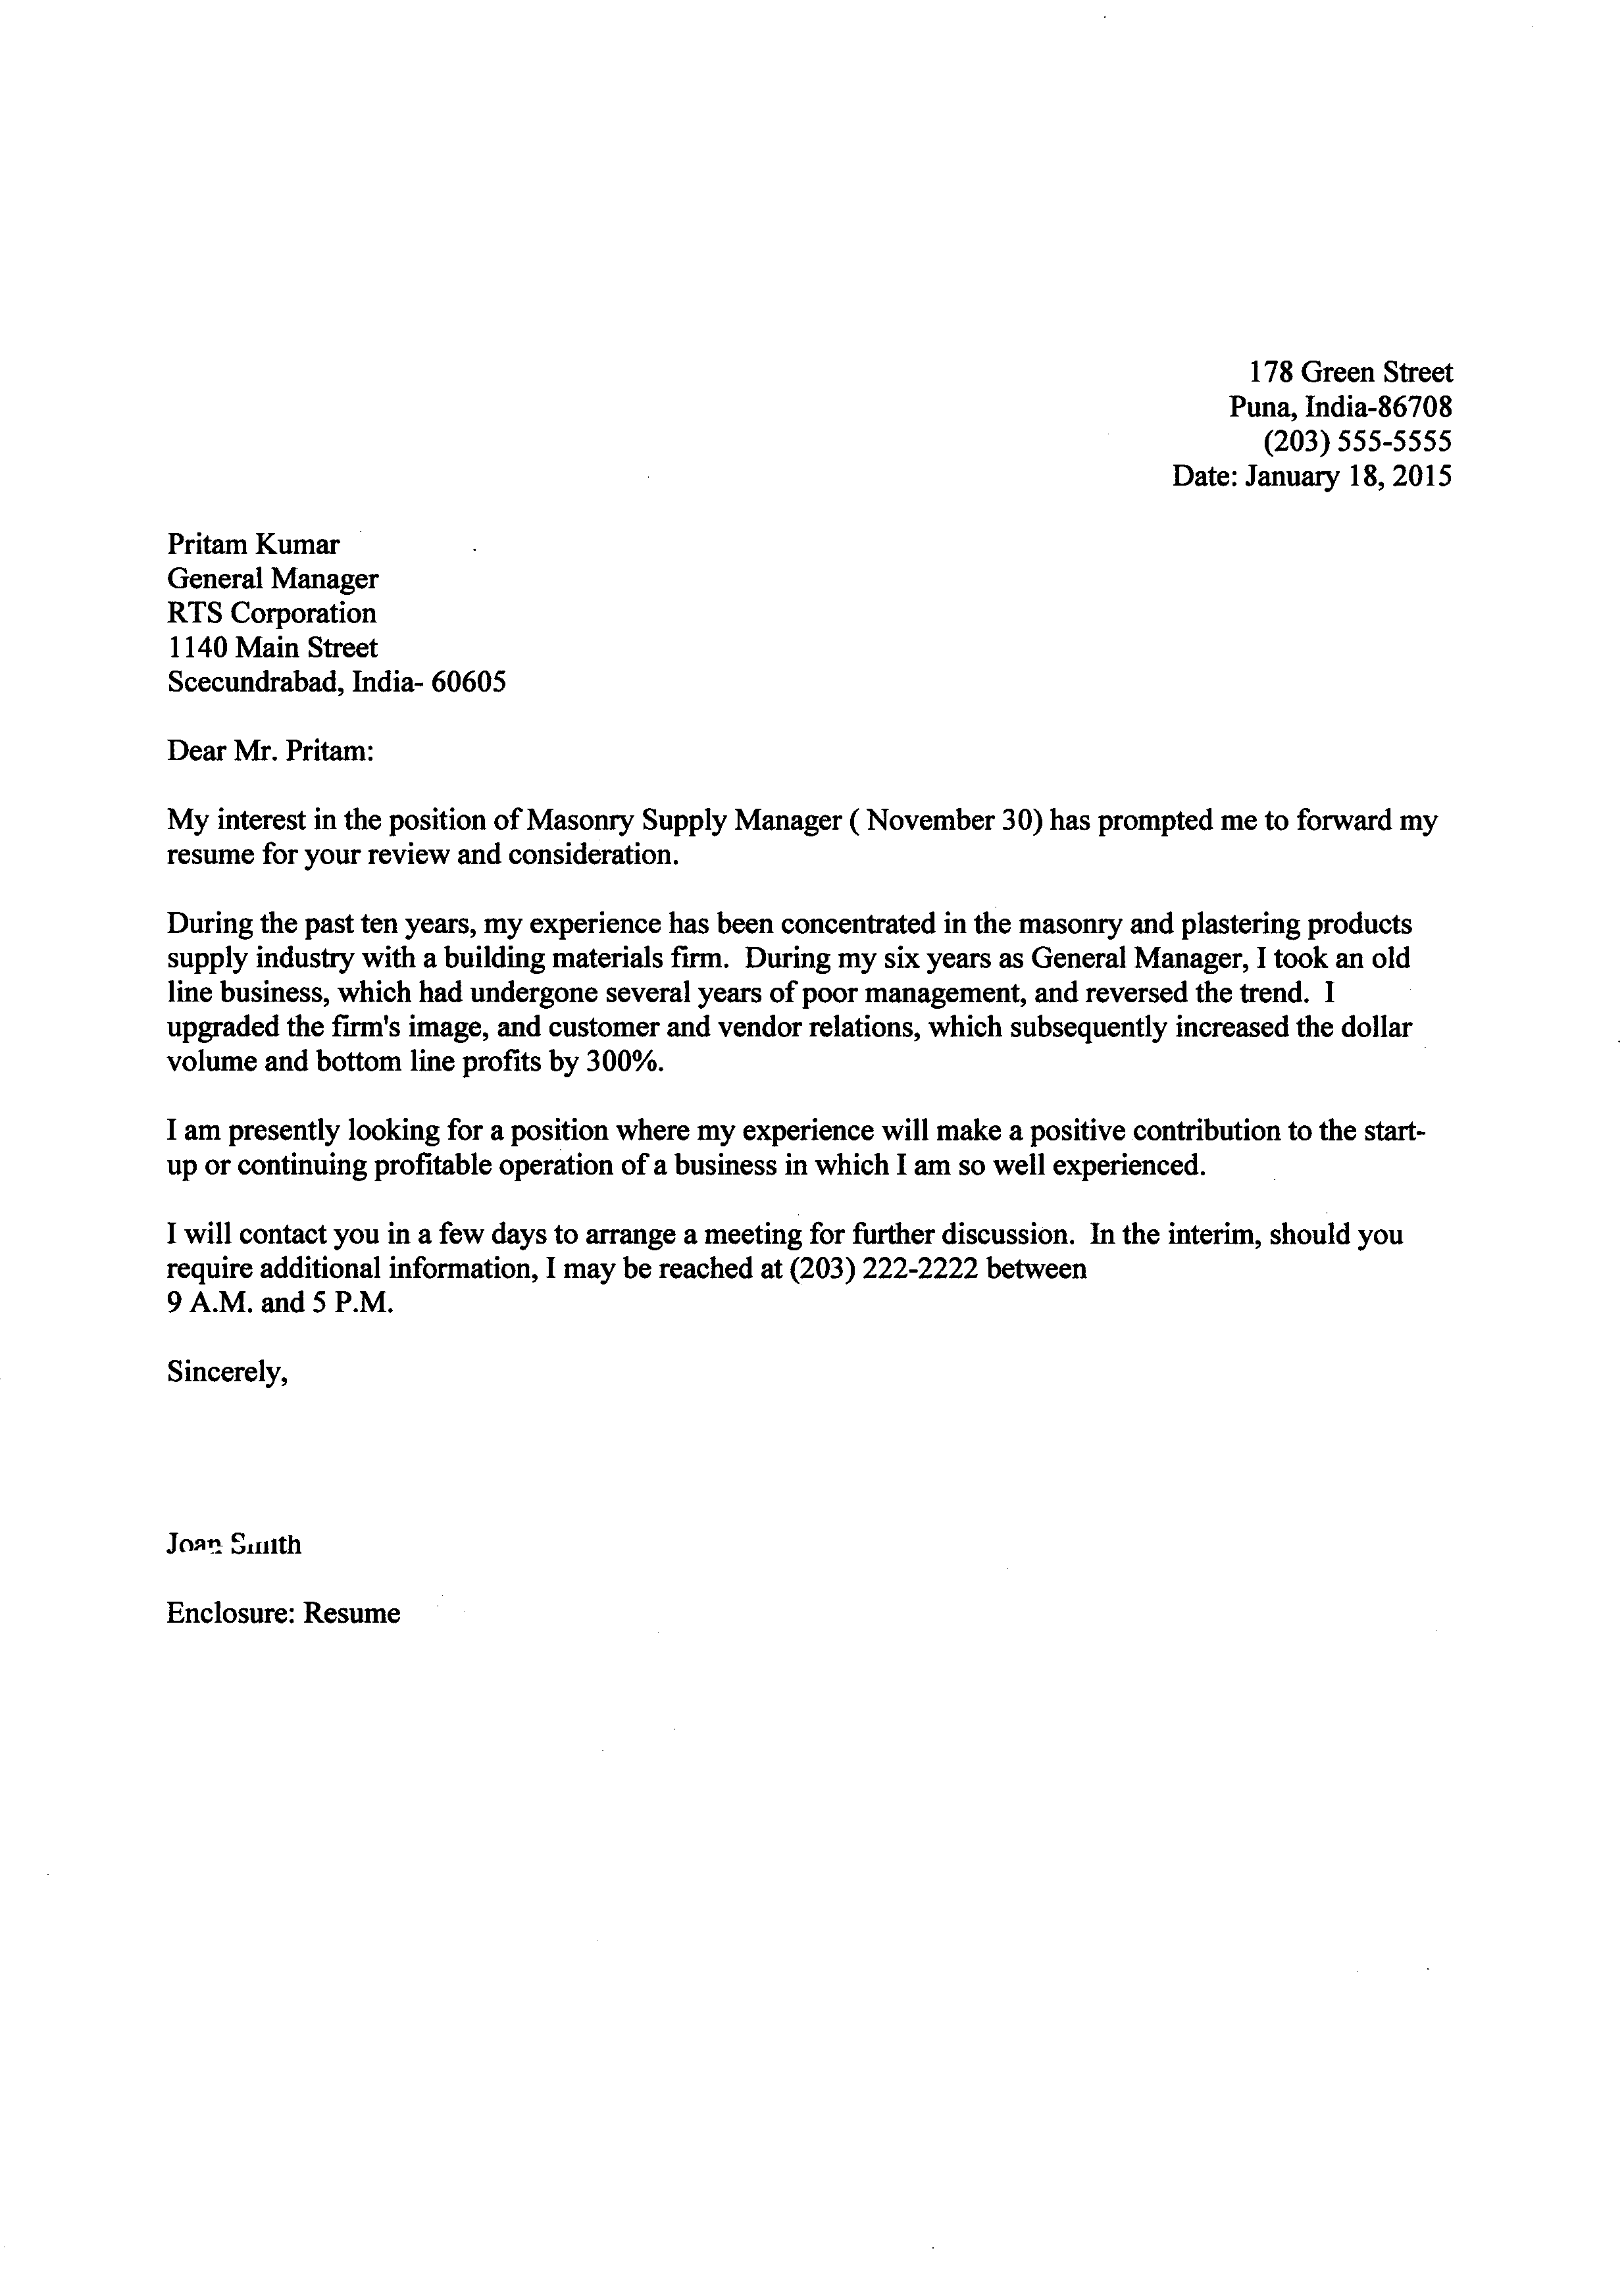 178 Green Street
Puna, India-86708
(203) 555-5555
Date: January 18, 2015
Pritam Kumar
General Manager
RTS Corporation
1140 Main Street
Scecundrabad, India- 60605
Dear Mr. Pritam:
My interest in the position of Masonry Supply Manager ( November 30) has prompted me to forward my
resume for your review and consideration.
During the past ten years, my experience has been concentrated in the masonry and plastering products
supply industry with a building materials firm.  During my six years as General Manager, I took an old
line business, which had undergone several years of poor management, and reversed the trend.  I
upgraded the firm's image, and customer and vendor relations, which subsequently increased the dollar
volume and bottom line profits by 300%.
I am presently looking for a position where my experience will make a positive contribution to the start-
up or continuing profitable operation of a business in which I am so well experienced.
I will contact you in a few days to arrange a meeting for further discussion.  In the interim, should you
require additional information, I may be reached at (203) 222-2222 between
9 A.M. and 5 P.M.
Sincerely,
Joan Smith
Enclosure: Resume